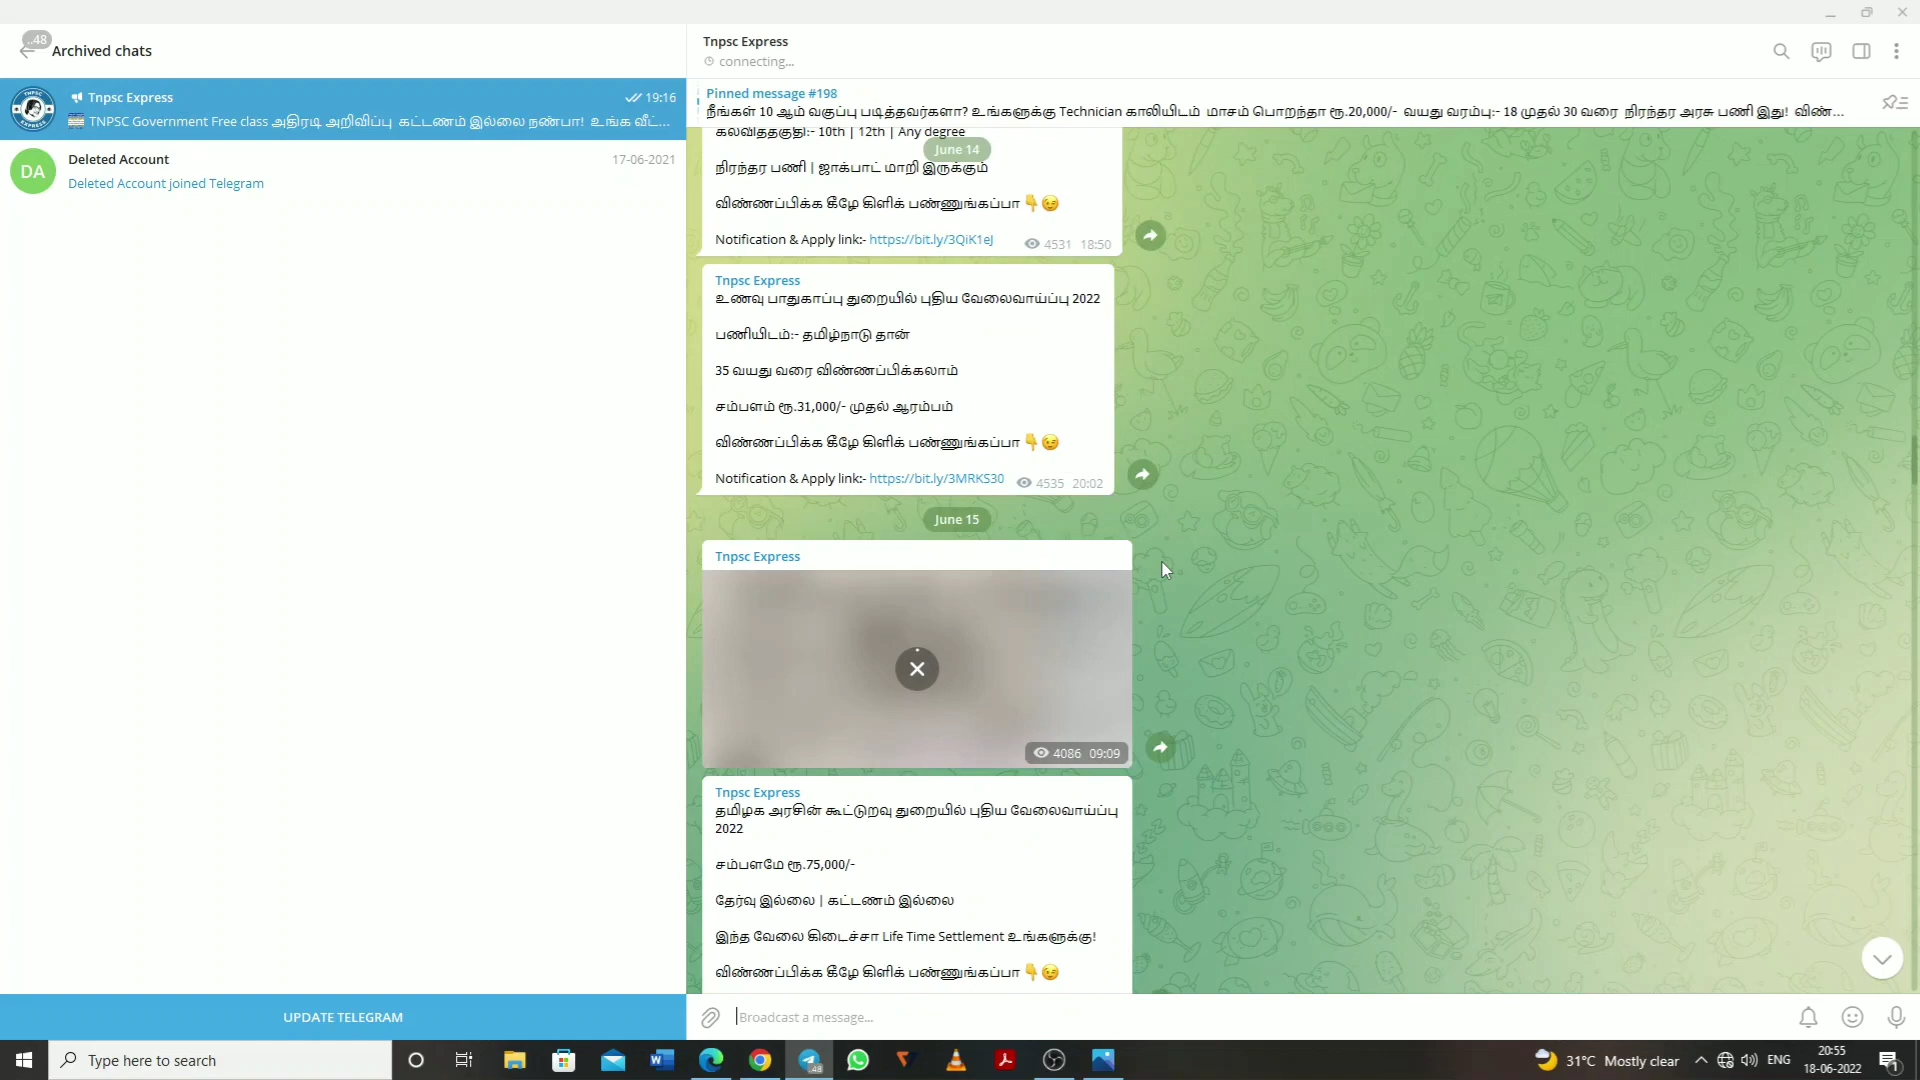 ..48
Archived chats
Tnpsc Express
19:16
TNPSC Government Free class அதிரடி அறிவிப்பு கட்டணம் இல்லை நண்பா! உங்க வீட்...
DA
Deleted Account
17-06-2021
Deleted Account joined Telegram
UPDATE TELEGRAM
Tnpsc Express
connecting...
Pinned message #198
நீங்கள் 10 ஆம் வகுப்பு படித்தவர்களா? உங்களுக்கு Technician காலியிடம் மாசம் பொறந்தா ரூ.20,000/- வயது வரம்பு:- 18 முதல் 30 வரை நிரந்தர அரசு பணி இது! விண்...
கல்வித்தகுதி:- 10th | 12th | Any degree
June 14
நிரந்தர பணி | ஜாக்பாட் மாறி இருக்கும்
விண்ணப்பிக்க கீழே கிளிக் பண்ணுங்கப்பா 👇😉
Notification & Apply link:- https://bit.ly/3QiK1eJ 4531 18:50
Tnpsc Express
உணவு பாதுகாப்பு துறையில் புதிய வேலைவாய்ப்பு 2022
பணியிடம்:- தமிழ்நாடு தான்
35 வயது வரை விண்ணப்பிக்கலாம்
சம்பளம் ரூ.31,000/- முதல் ஆரம்பம்
விண்ணப்பிக்க கீழே கிளிக் பண்ணுங்கப்பா 👇😉
Notification & Apply link:- https://bit.ly/3MRKS30 4535 20:02
June 15
Tnpsc Express
4086 09:09
Tnpsc Express
தமிழக அரசின் கூட்டுறவு துறையில் புதிய வேலைவாய்ப்பு
2022
சம்பளமே ரூ.75,000/-
தேர்வு இல்லை | கட்டணம் இல்லை
இந்த வேலை கிடைச்சா Life Time Settlement உங்களுக்கு!
விண்ணப்பிக்க கீழே கிளிக் பண்ணுங்கப்பா 👇😉
Broadcast a message...
Type here to search
31°C Mostly clear
ENG
20:55
18-06-2022